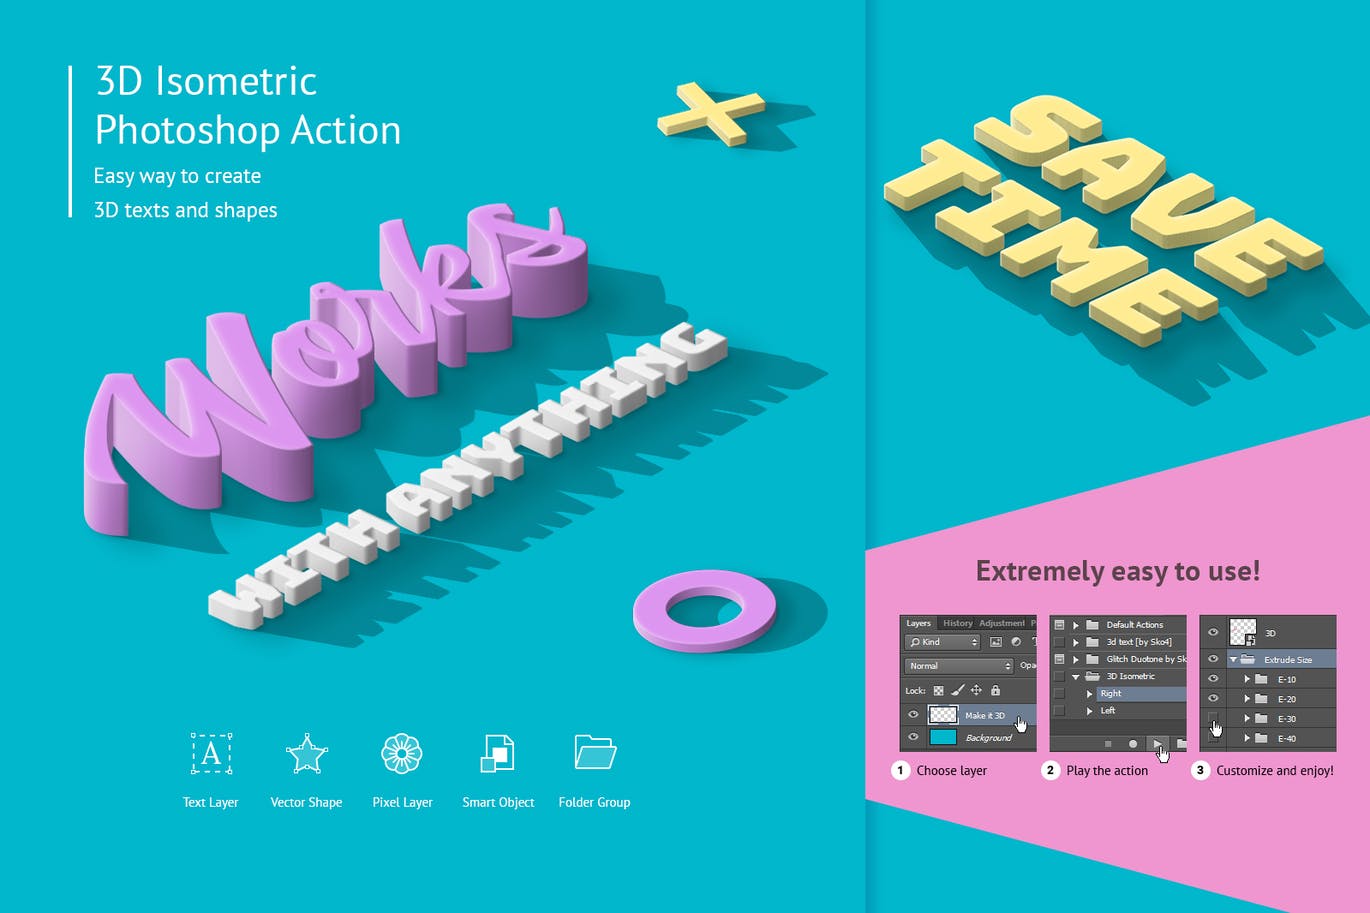 3D Isometric
Photoshop Action
Easy way to create
3D texts and shapes
Works
WITH ANYTHING
SAVE
TIME
Text Layer
Vector Shape
Pixel Layer
Smart Object
Folder Group
Extremely easy to use!
Layers History Adjustment P
Kind
Normal
Opa
Lock:
Make it 3D
Background
Default Actions
3d text [by Sko4]
Glitch Duotone by Sk
3D Isometric
Right
Left
3D
Extrude Size
E-10
E-20
E-30
E-40
1 Choose layer
2 Play the action
3 Customize and enjoy!